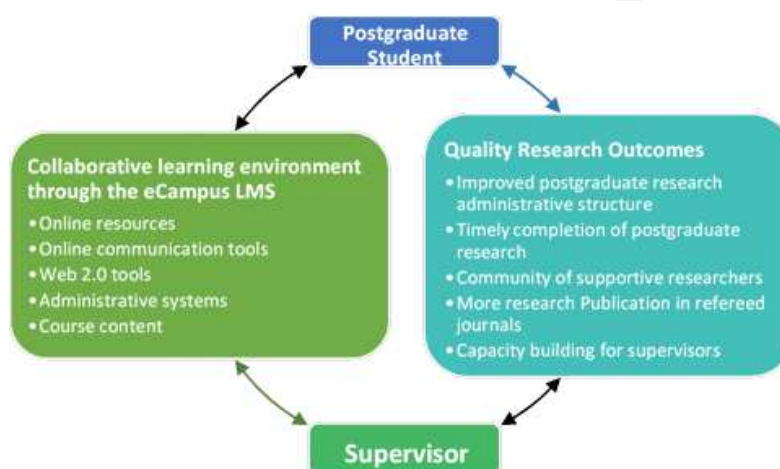 Postgraduate
Student
Collaborative learning environment
through the eCampus LMS
•Online resources
•Online communication tools
•Web 2.0 tools
•Administrative systems
•Course content
Quality Research Outcomes
•Improved postgraduate research
administrative structure
•Timely completion of postgraduate
research
•Community of supportive researchers
•More research Publication in refereed
journals
•Capacity building for supervisors
Supervisor